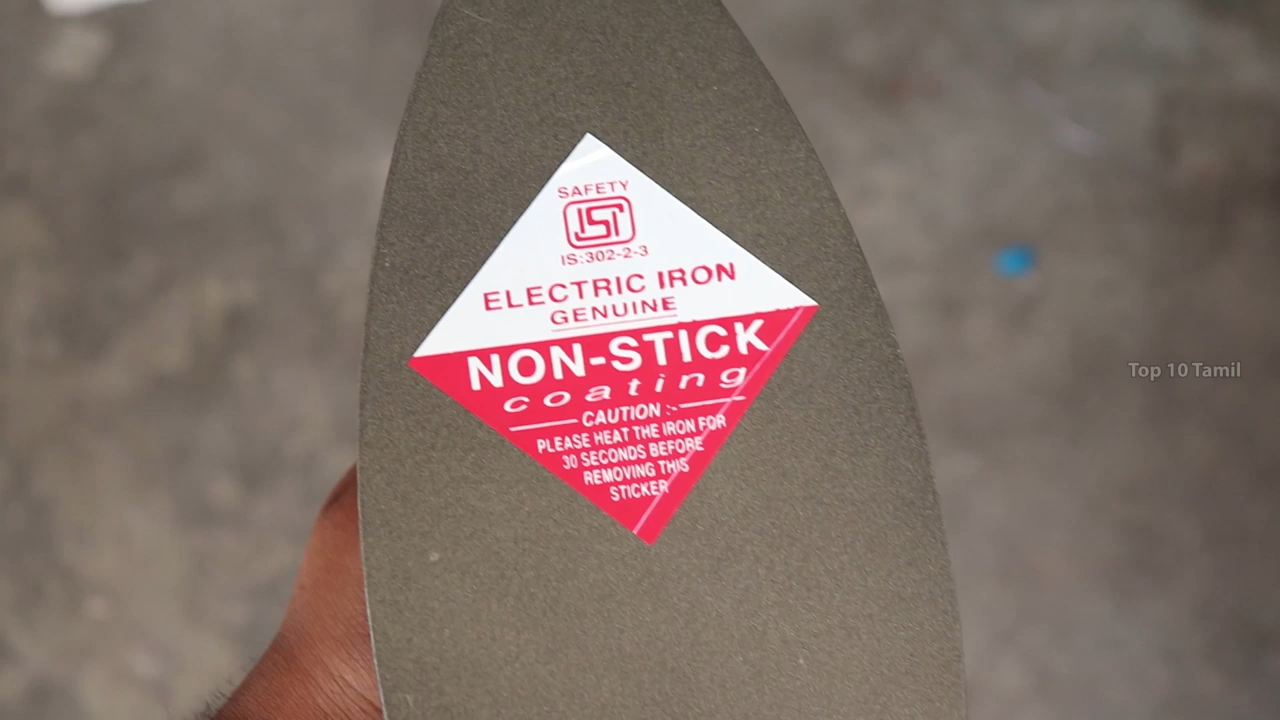 SAFETY
ISI
IS:302-2-3
ELECTRIC IRON
GENUINE
NON-STICK
coating
CAUTION :-
PLEASE HEAT THE IRON FOR
30 SECONDS BEFORE
REMOVING THIS
STICKER
Top 10 Tamil